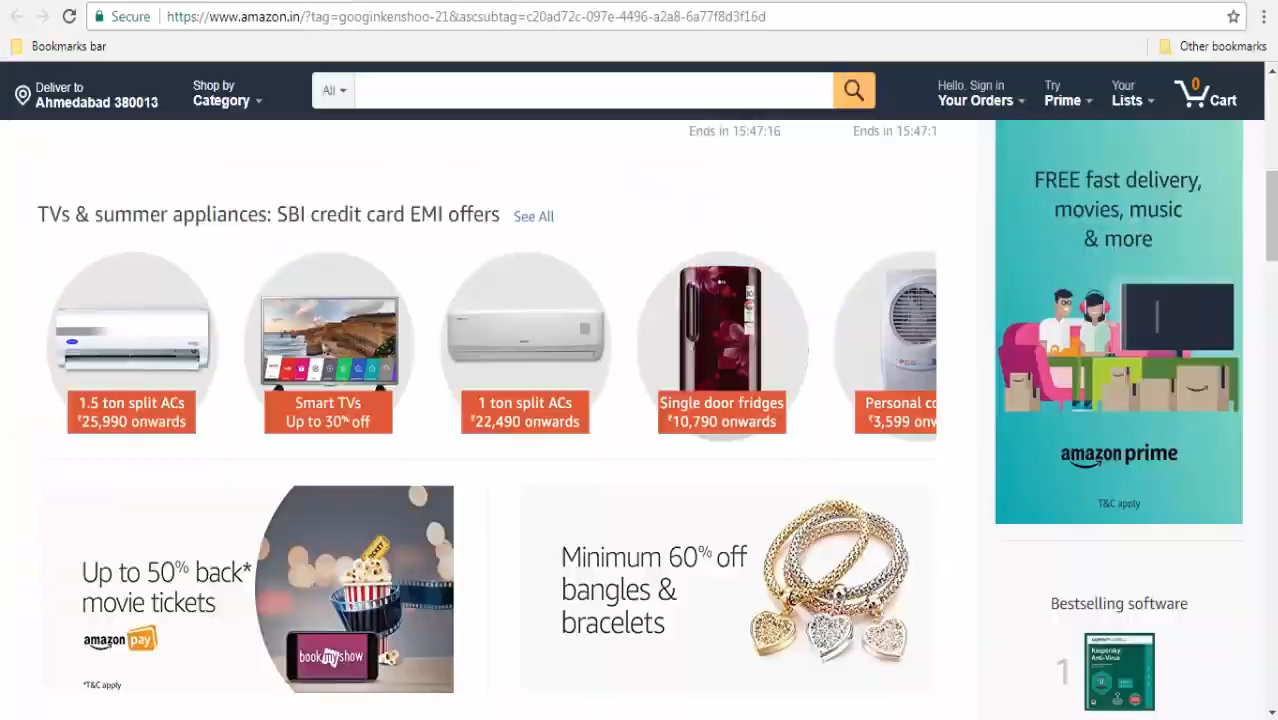 Secure https://www.amazon.in/?tag=googinkenshoo-21&ascsubtag=c20ad72c-097e-4496-a2a8-6a77f8d3f16d
Bookmarks bar
Other bookmarks
Deliver to
Ahmedabad 380013
Shop by
Category
All
Hello. Sign in
Your Orders
Try
Prime
Your
Lists
0
Cart
Ends in 15:47:16
Ends in 15:47:1
TVs & summer appliances: SBI credit card EMI offers See All
1.5 ton split ACs
₹25,990 onwards
Smart TVs
Up to 30% off
1 ton split ACs
₹22,490 onwards
Single door fridges
₹10,790 onwards
Personal co
₹3,599 onw
FREE fast delivery,
movies, music
& more
amazon prime
T&C apply
Up to 50% back*
movie tickets
amazon pay
*T&C apply
TICKET
book my show
Minimum 60% off
bangles &
bracelets
Bestselling software
1
Kaspersky
Anti-Virus